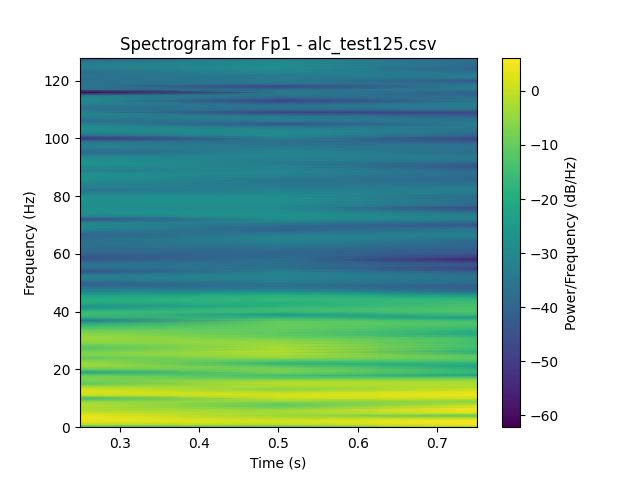 Spectrogram for Fp1 - alc_test125.csv
120
100
80
60
40
20
0
Frequency (Hz)
0.3 0.4 0.5 0.6 0.7
Time (s)
0
−10
−20
−30
−40
−50
−60
Power/Frequency (dB/Hz)